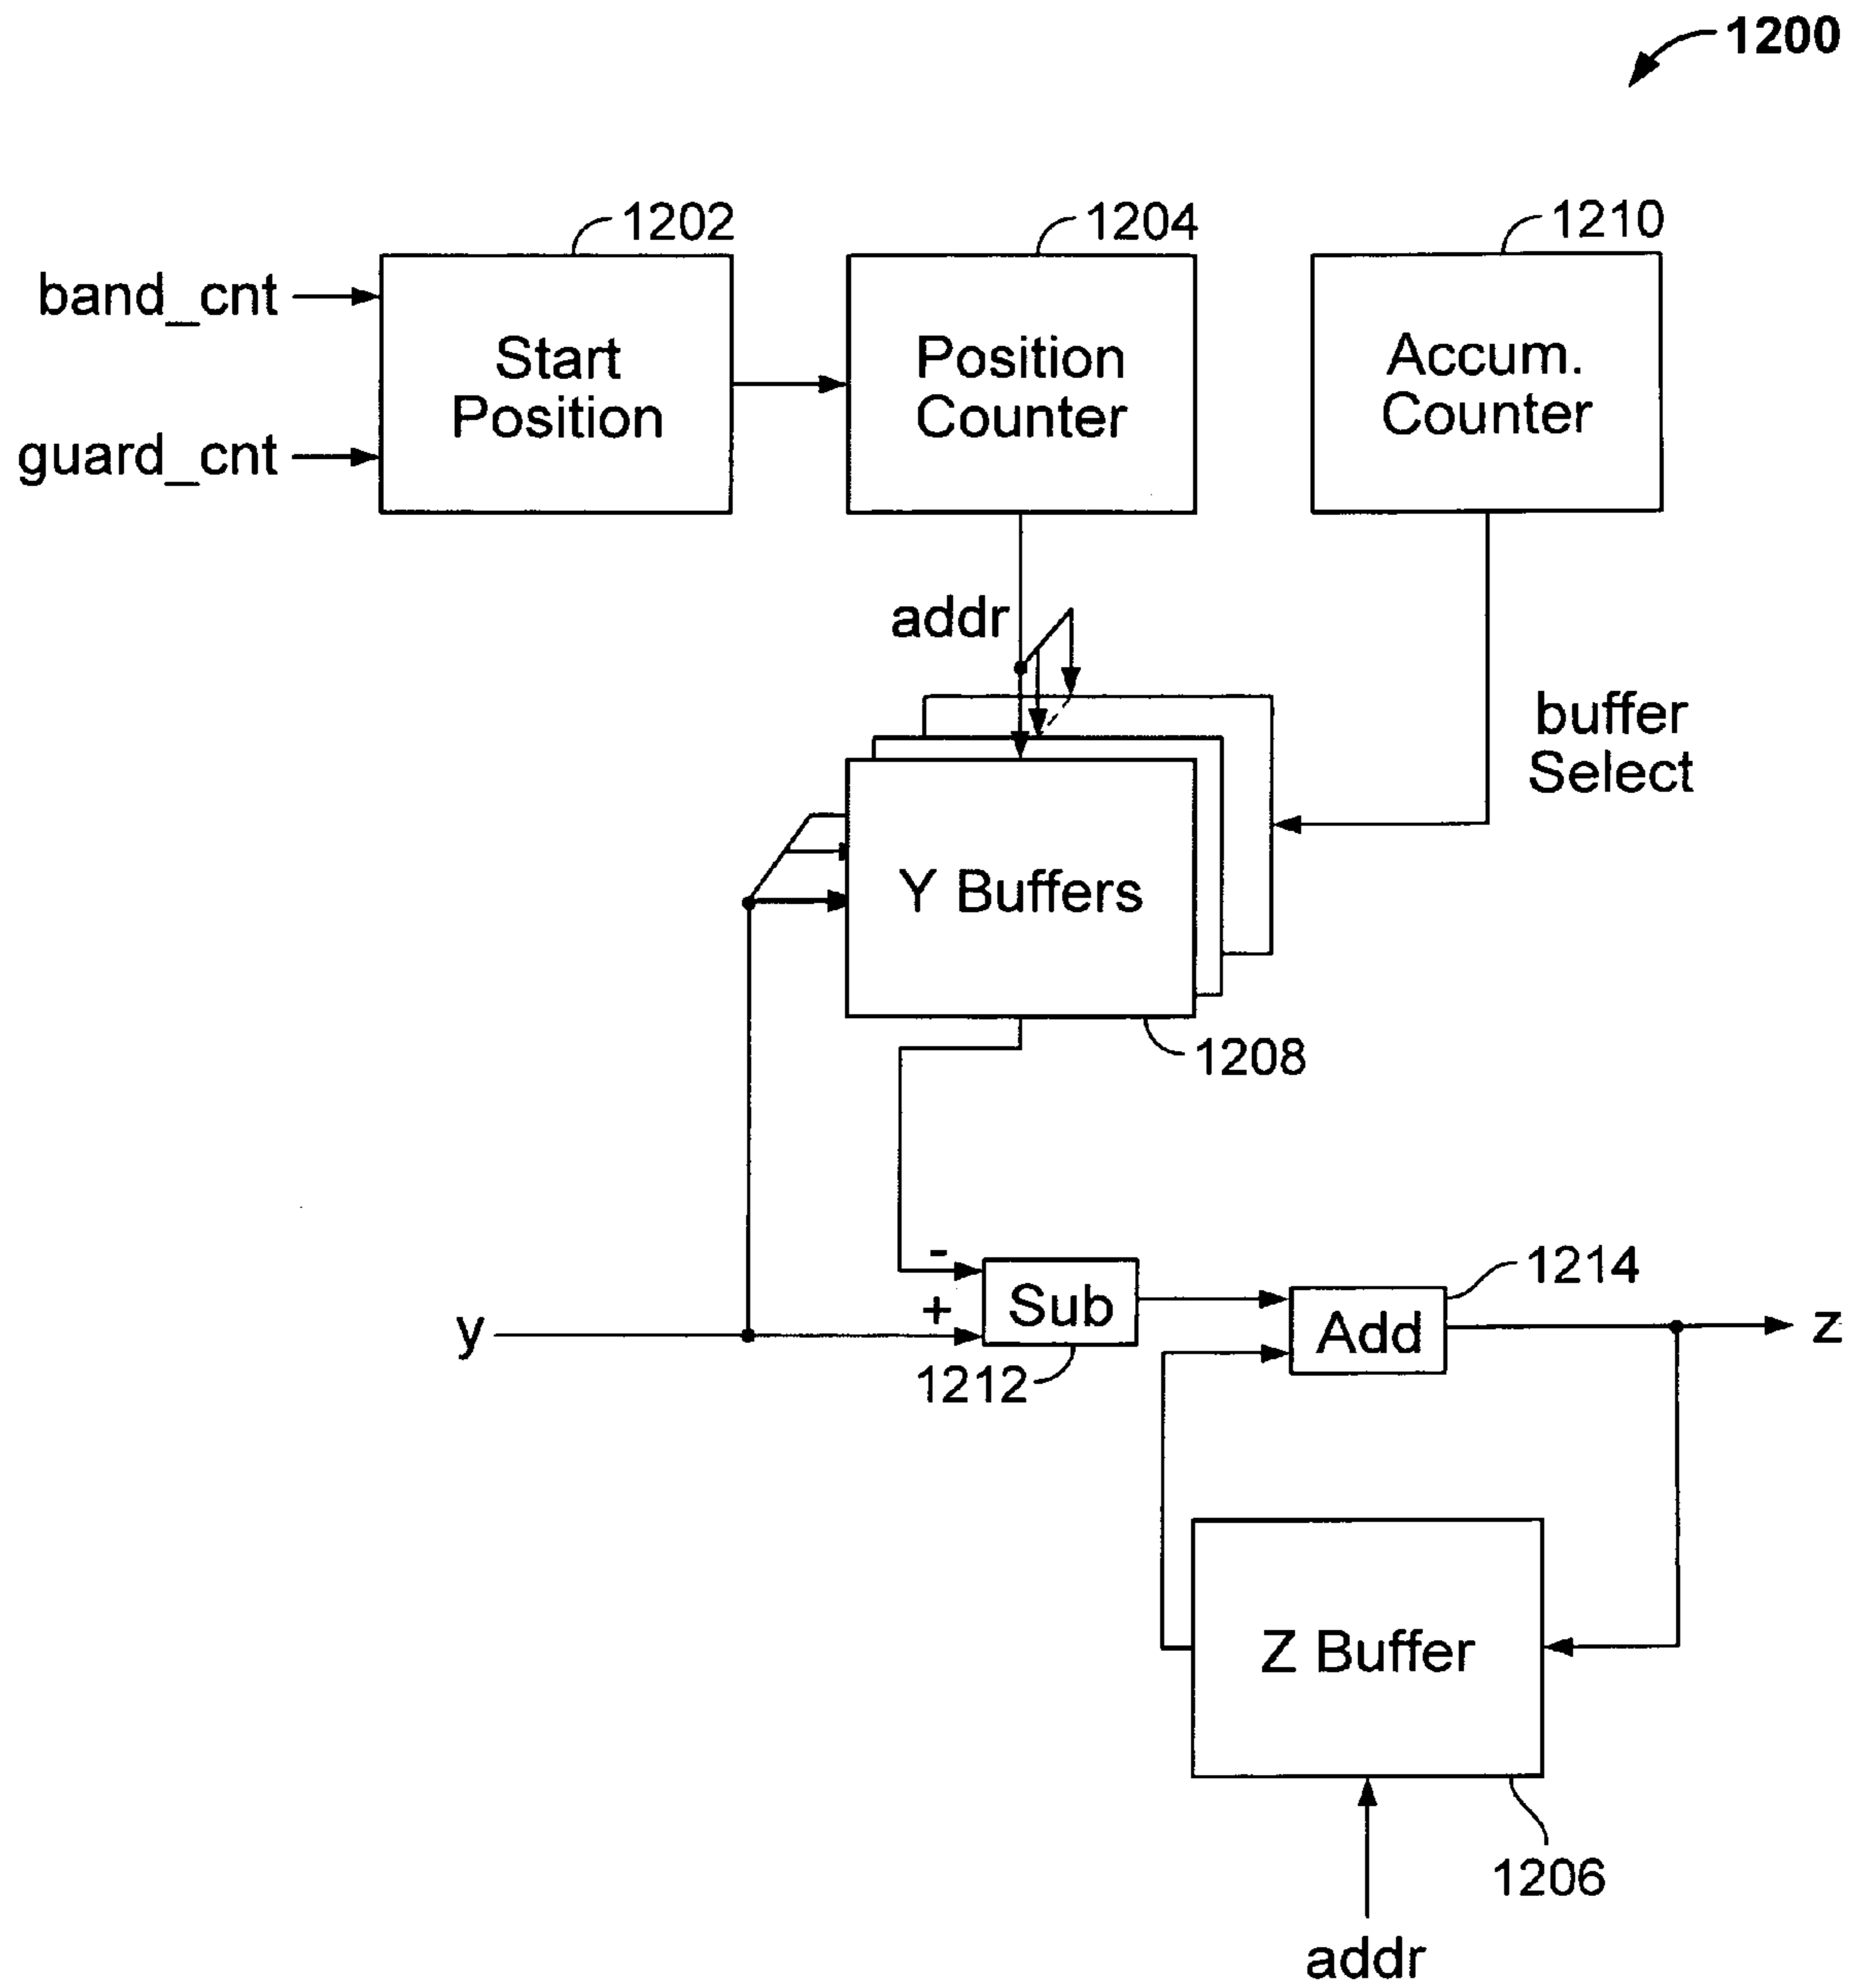 1200
1202
1204
1210
band_cnt
guard_cnt
Start
Position
Position
Counter
Accum.
Counter
addr
buffer
Select
Y Buffers
1208
-
+
y
Sub
1212
Add
1214
z
Z Buffer
1206
addr